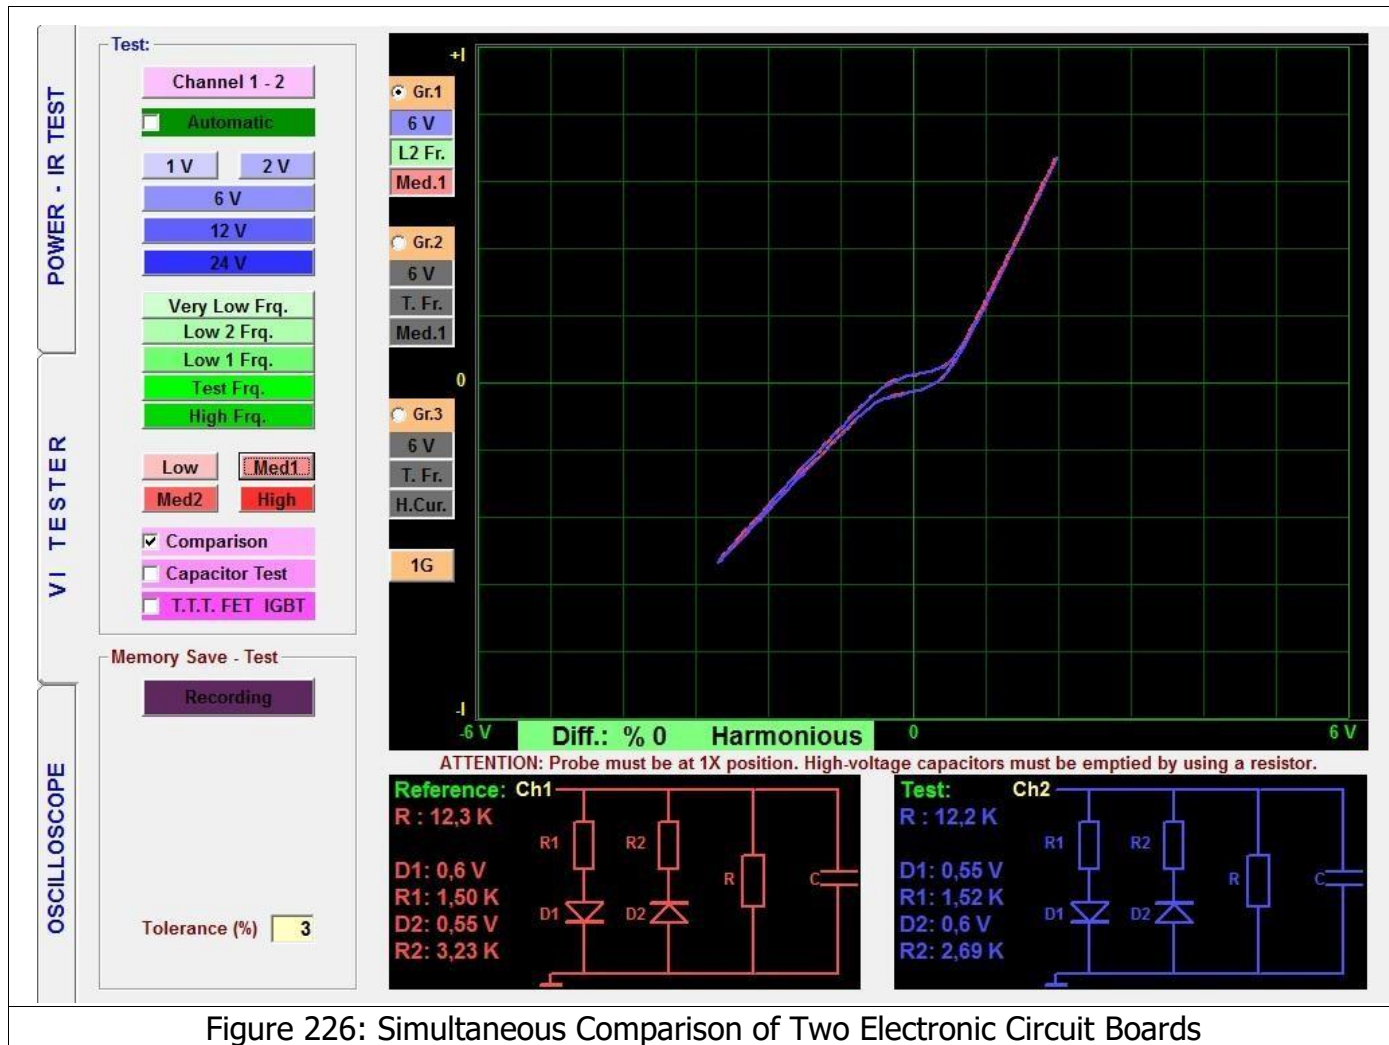 POWER - IR TEST
VI TESTER
OSCILLOSCOPE
Test:
Channel 1 - 2
Automatic
1 V
2 V
6 V
12 V
24 V
Very Low Frq.
Low 2 Frq.
Low 1 Frq.
Test Frq.
High Frq.
Low
Med1
Med2
High
Comparison
Capacitor Test
T.T.T. FET IGBT
Memory Save - Test
Recording
Tolerance (%) 3
Gr.1
6 V
L2 Fr.
Med.1
Gr.2
6 V
T. Fr.
Med.1
Gr.3
6 V
T. Fr.
H.Cur.
1G
+I
0
-I
-6 V
0
6 V
Diff.: % 0 Harmonious
ATTENTION: Probe must be at 1X position. High-voltage capacitors must be emptied by using a resistor.
Reference: Ch1
R : 12,3 K
D1: 0,6 V
R1: 1,50 K
D2: 0,55 V
R2: 3,23 K
R1
R2
R
C
D1
D2
Test: Ch2
R : 12,2 K
D1: 0,55 V
R1: 1,52 K
D2: 0,6 V
R2: 2,69 K
R1
R2
R
C
D1
D2
Figure 226: Simultaneous Comparison of Two Electronic Circuit Boards